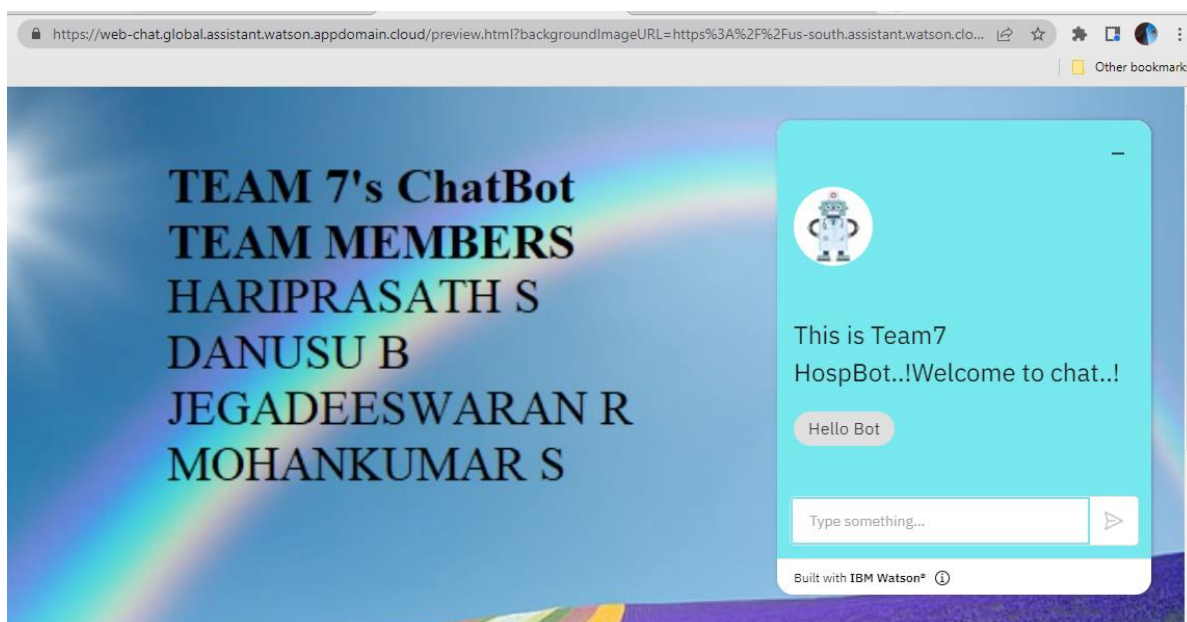 https://web-chat.global.assistant.watson.appdomain.cloud/preview.html?backgroundImageURL=https%3A%2F%2Fus-south.assistant.watson.clo...
Other bookmark
TEAM 7's ChatBot
TEAM MEMBERS
HARIPRASATH S
DANUSU B
JEGADEESWARAN R
MOHANKUMAR S
This is Team7
HospBot..!Welcome to chat..!
Hello Bot
Type something...
Built with IBM Watson®